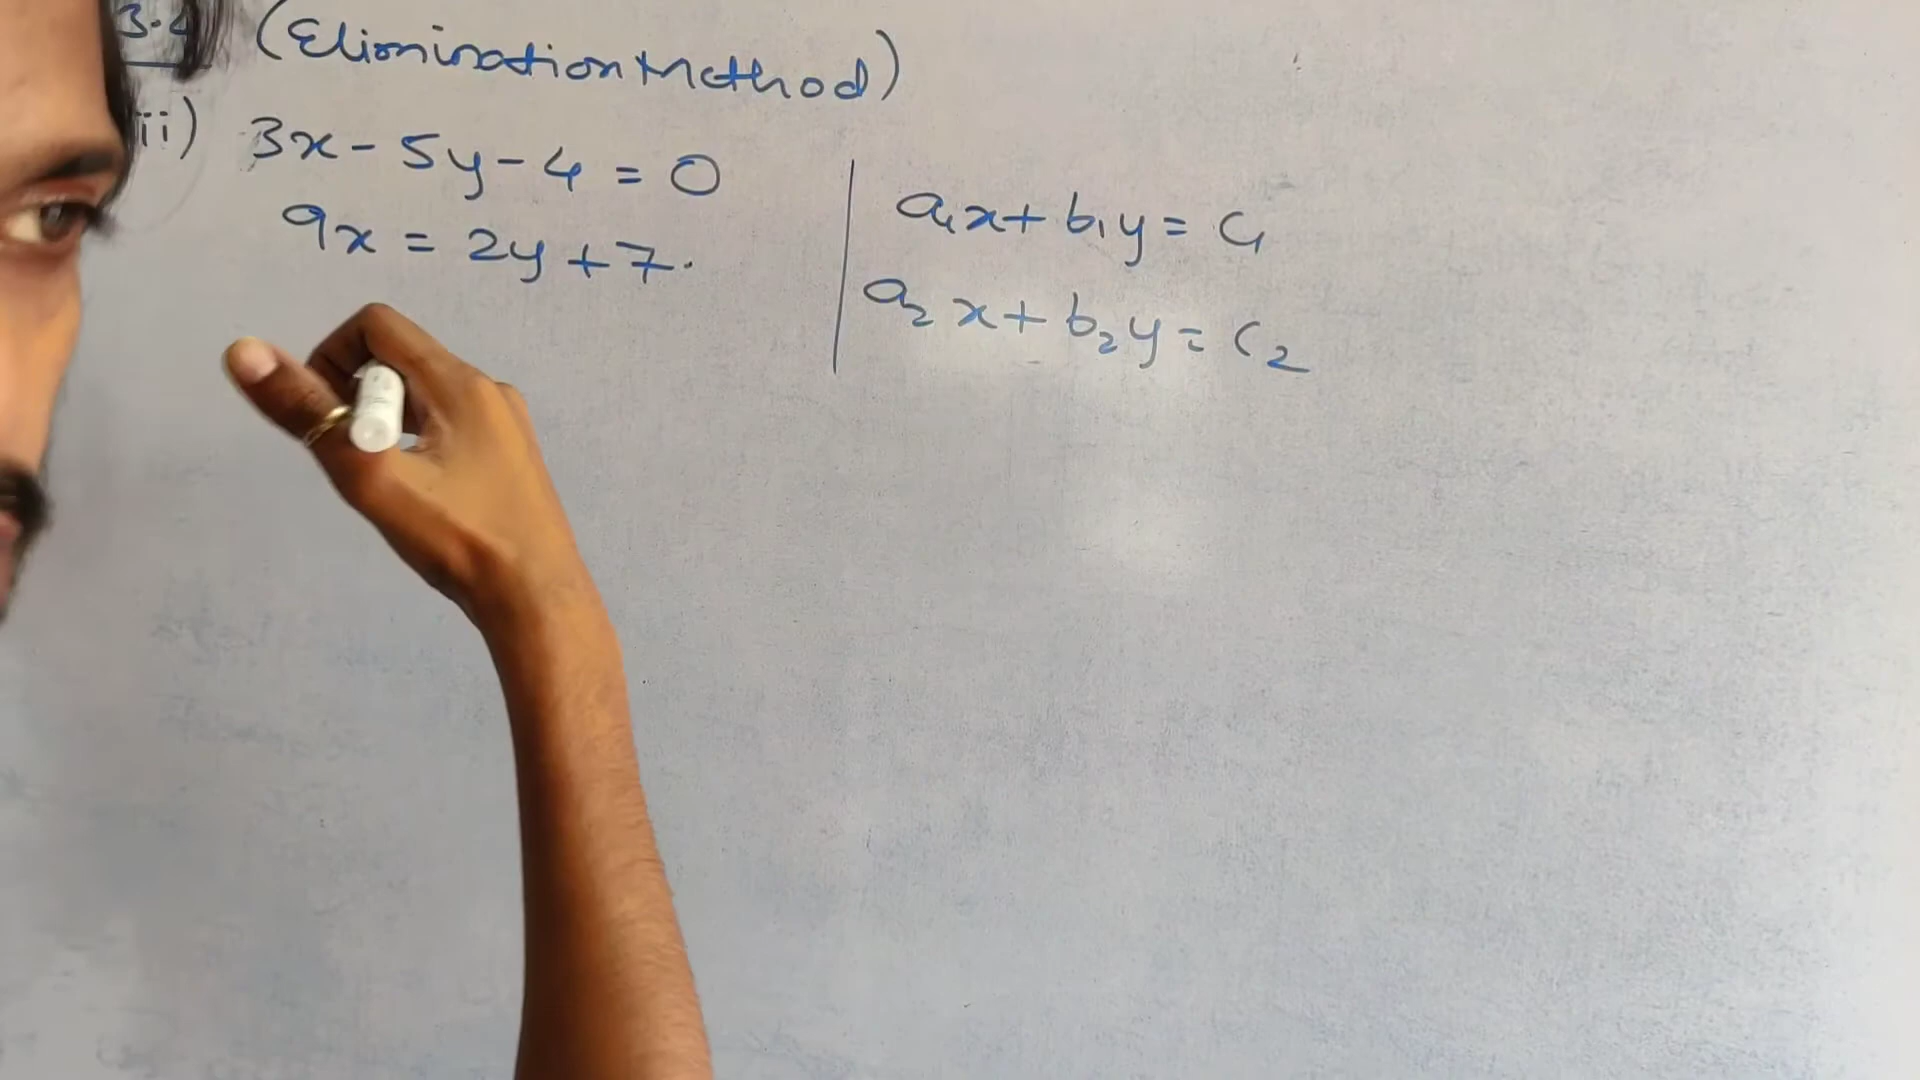 3.4 (Elimination Method)
ii) 3x - 5y - 4 = 0
9x = 2y + 7.
a₁x + b₁y = c₁
a₂x + b₂y = c₂